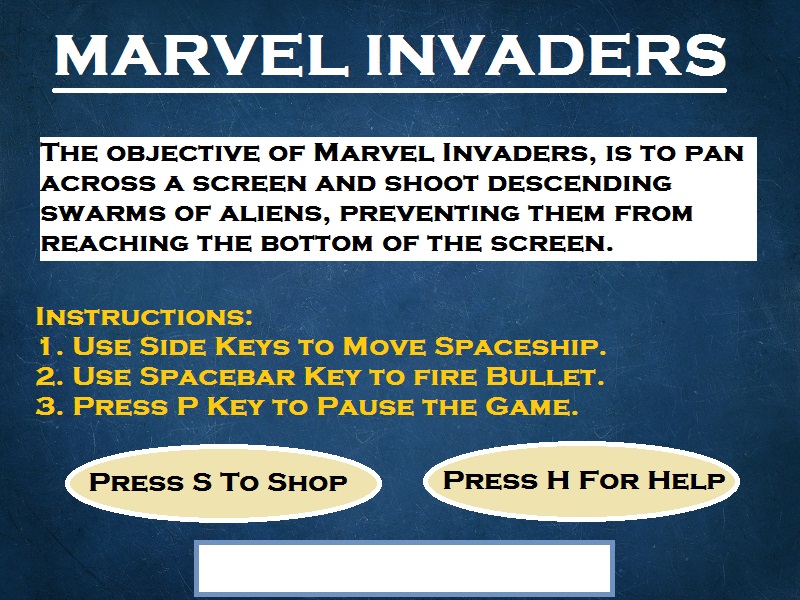 MARVEL INVADERS
The objective of Marvel Invaders, is to pan
across a screen and shoot descending
swarms of aliens, preventing them from
reaching the bottom of the screen.
Instructions:
1. Use Side Keys to Move Spaceship.
2. Use Spacebar Key to fire Bullet.
3. Press P Key to Pause the Game.
Press S To Shop
Press H For Help